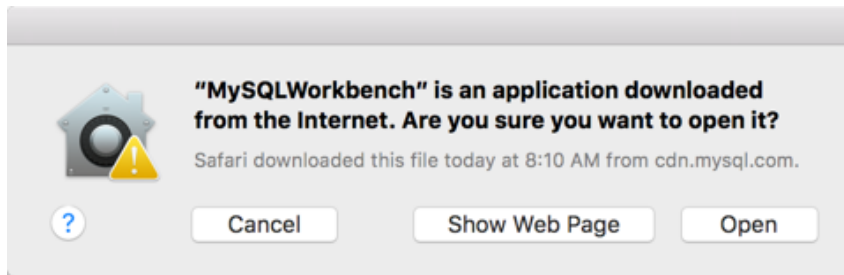 “MySQLWorkbench” is an application downloaded
from the Internet. Are you sure you want to open it?
Safari downloaded this file today at 8:10 AM from cdn.mysql.com.
? Cancel Show Web Page Open